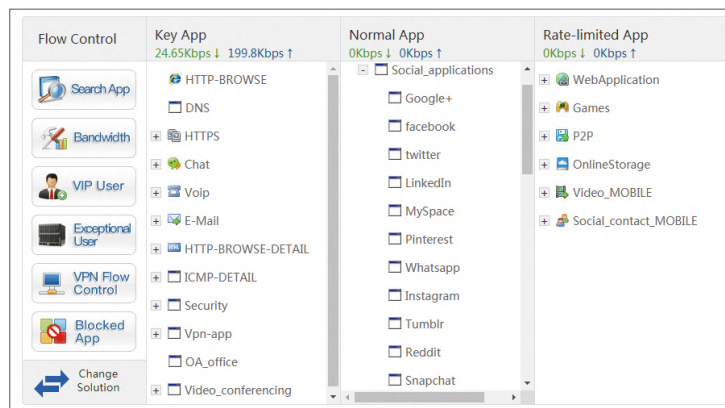 Flow Control
Search App
Bandwidth
VIP User
Exceptional
User
VPN Flow
Control
Blocked
App
Change
Solution
Key App
24.65Kbps↓ 199.8Kbps↑
HTTP-BROWSE
DNS
HTTPS
Chat
Voip
E-Mail
HTTP-BROWSE-DETAIL
ICMP-DETAIL
Security
Vpn-app
OA_office
Video_conferencing
Normal App
0Kbps↓ 0Kbps↑
Social_applications
Google+
facebook
twitter
LinkedIn
MySpace
Pinterest
Whatsapp
Instagram
Tumblr
Reddit
Snapchat
Rate-limited App
0Kbps↓ 0Kbps↑
WebApplication
Games
P2P
OnlineStorage
Video_MOBILE
Social_contact_MOBILE